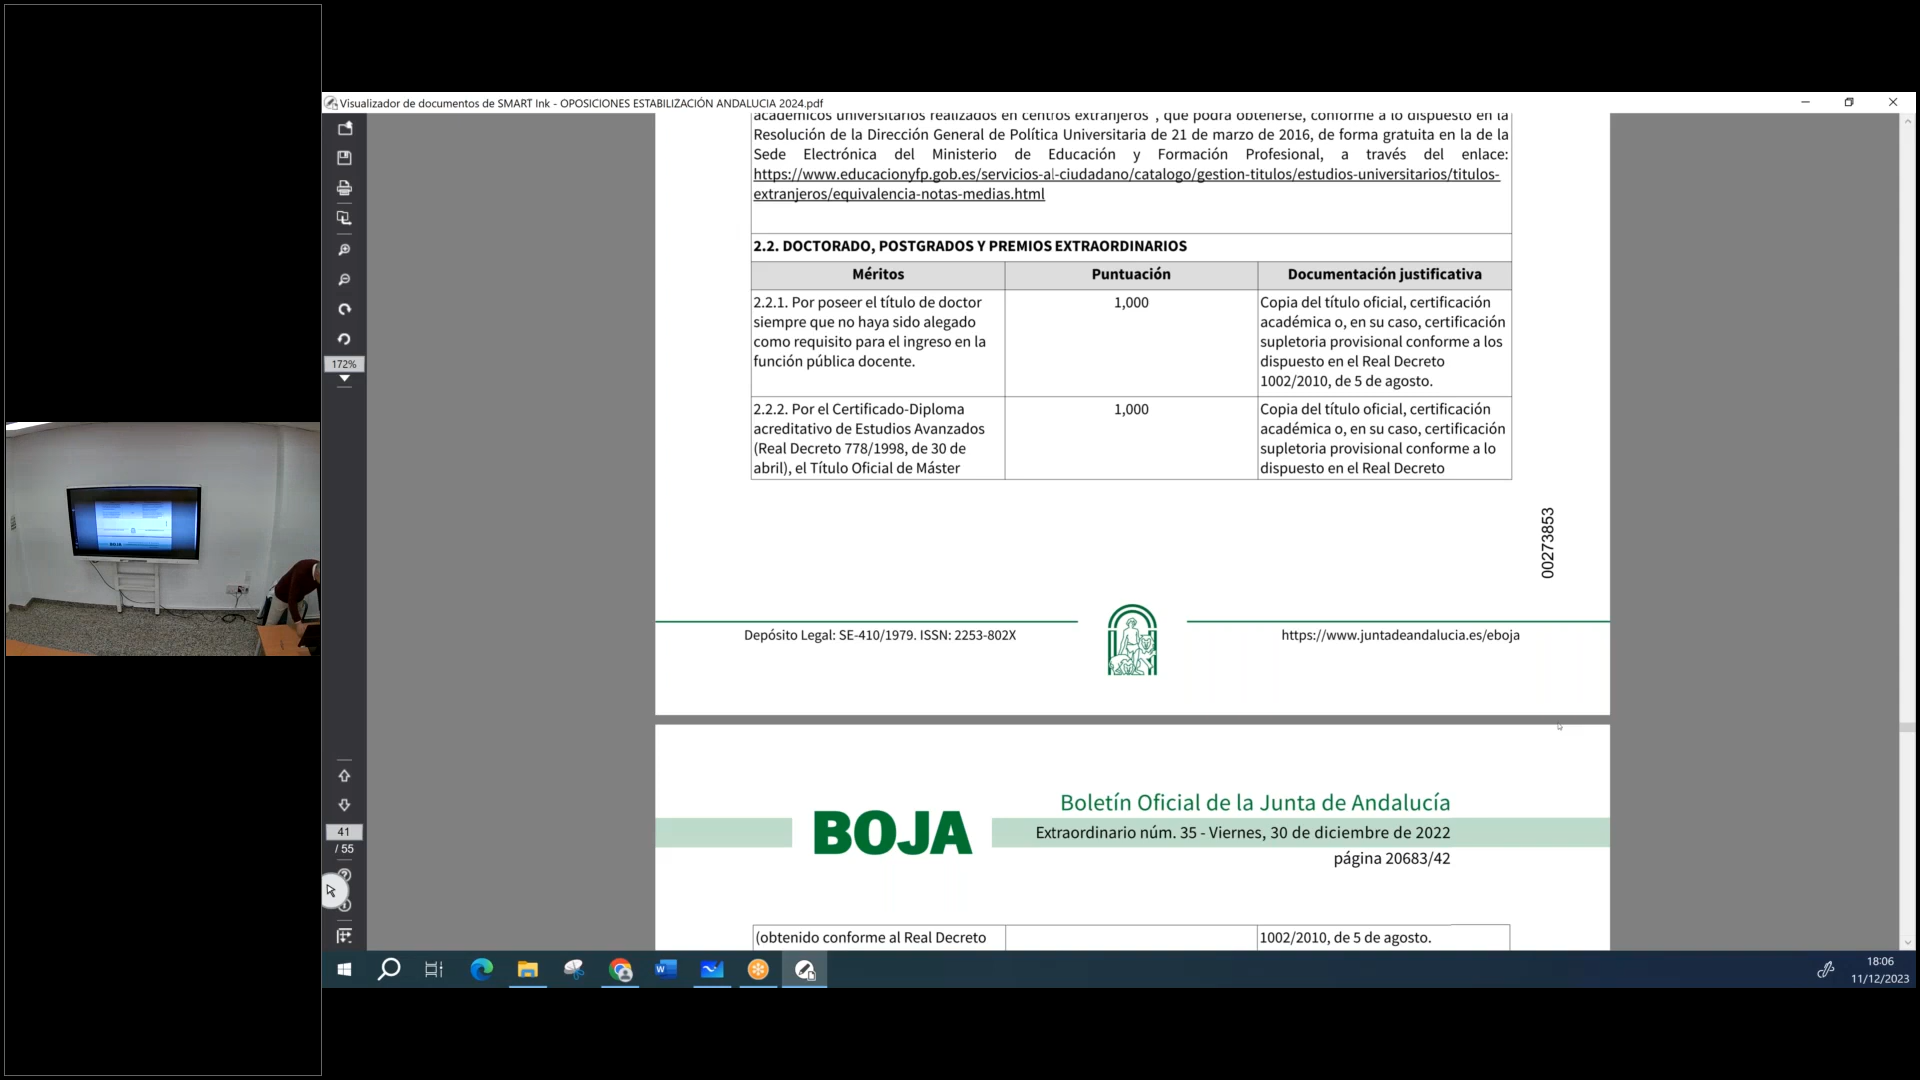 Visualizador de documentos de SMART Ink - OPOSICIONES ESTABILIZACIÓN ANDALUCIA 2024.pdf
académicos universitarios realizados en centros extranjeros", que podrá obtenerse, conforme a lo dispuesto en la
Resolución de la Dirección General de Política Universitaria de 21 de marzo de 2016, de forma gratuita en la de la
Sede Electrónica del Ministerio de Educación y Formación Profesional, a través del enlace:
https://www.educacionyfp.gob.es/servicios-al-ciudadano/catalogo/gestion-titulos/estudios-universitarios/titulos-
extranjeros/equivalencia-notas-medias.html
2.2. DOCTORADO, POSTGRADOS Y PREMIOS EXTRAORDINARIOS
Méritos Puntuación Documentación justificativa
2.2.1. Por poseer el título de doctor
siempre que no haya sido alegado
como requisito para el ingreso en la
función pública docente.
1,000
Copia del título oficial, certificación
académica o, en su caso, certificación
supletoria provisional conforme a los
dispuesto en el Real Decreto
1002/2010, de 5 de agosto.
2.2.2. Por el Certificado-Diploma
acreditativo de Estudios Avanzados
(Real Decreto 778/1998, de 30 de
abril), el Título Oficial de Máster
1,000
Copia del título oficial, certificación
académica o, en su caso, certificación
supletoria provisional conforme a lo
dispuesto en el Real Decreto
00273853
Depósito Legal: SE-410/1979. ISSN: 2253-802X
https://www.juntadeandalucia.es/eboja
BOJA
Boletín Oficial de la Junta de Andalucía
Extraordinario núm. 35 - Viernes, 30 de diciembre de 2022
página 20683/42
(obtenido conforme al Real Decreto
1002/2010, de 5 de agosto.
172%
41
/ 55
18:06
11/12/2023